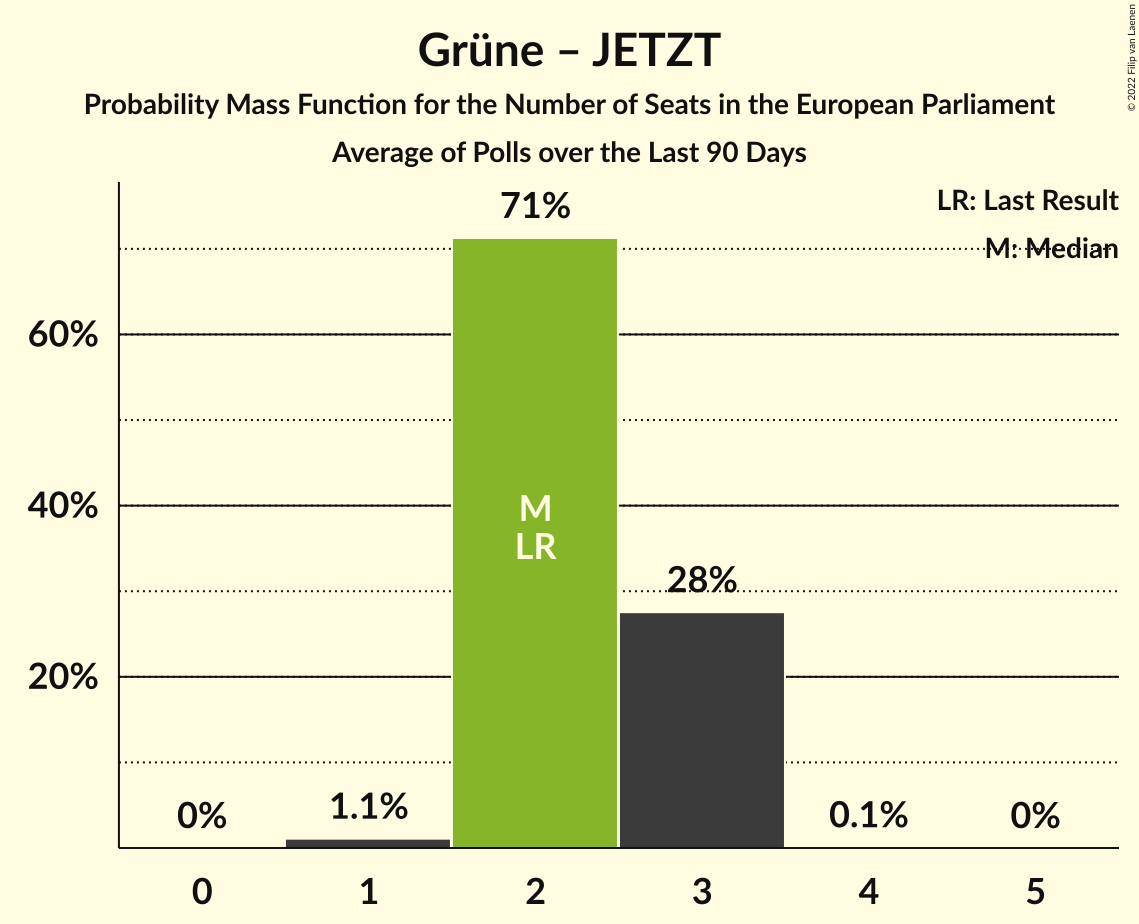 Grüne – JETZT
Probability Mass Function for the Number of Seats in the European Parliament
Average of Polls over the Last 90 Days
© 2022 Filip van Laenen
LR: Last Result
M: Median
71%
60%
40%
20%
M
LR
28%
0%
1.1%
0.1%
0%
0 1 2 3 4 5